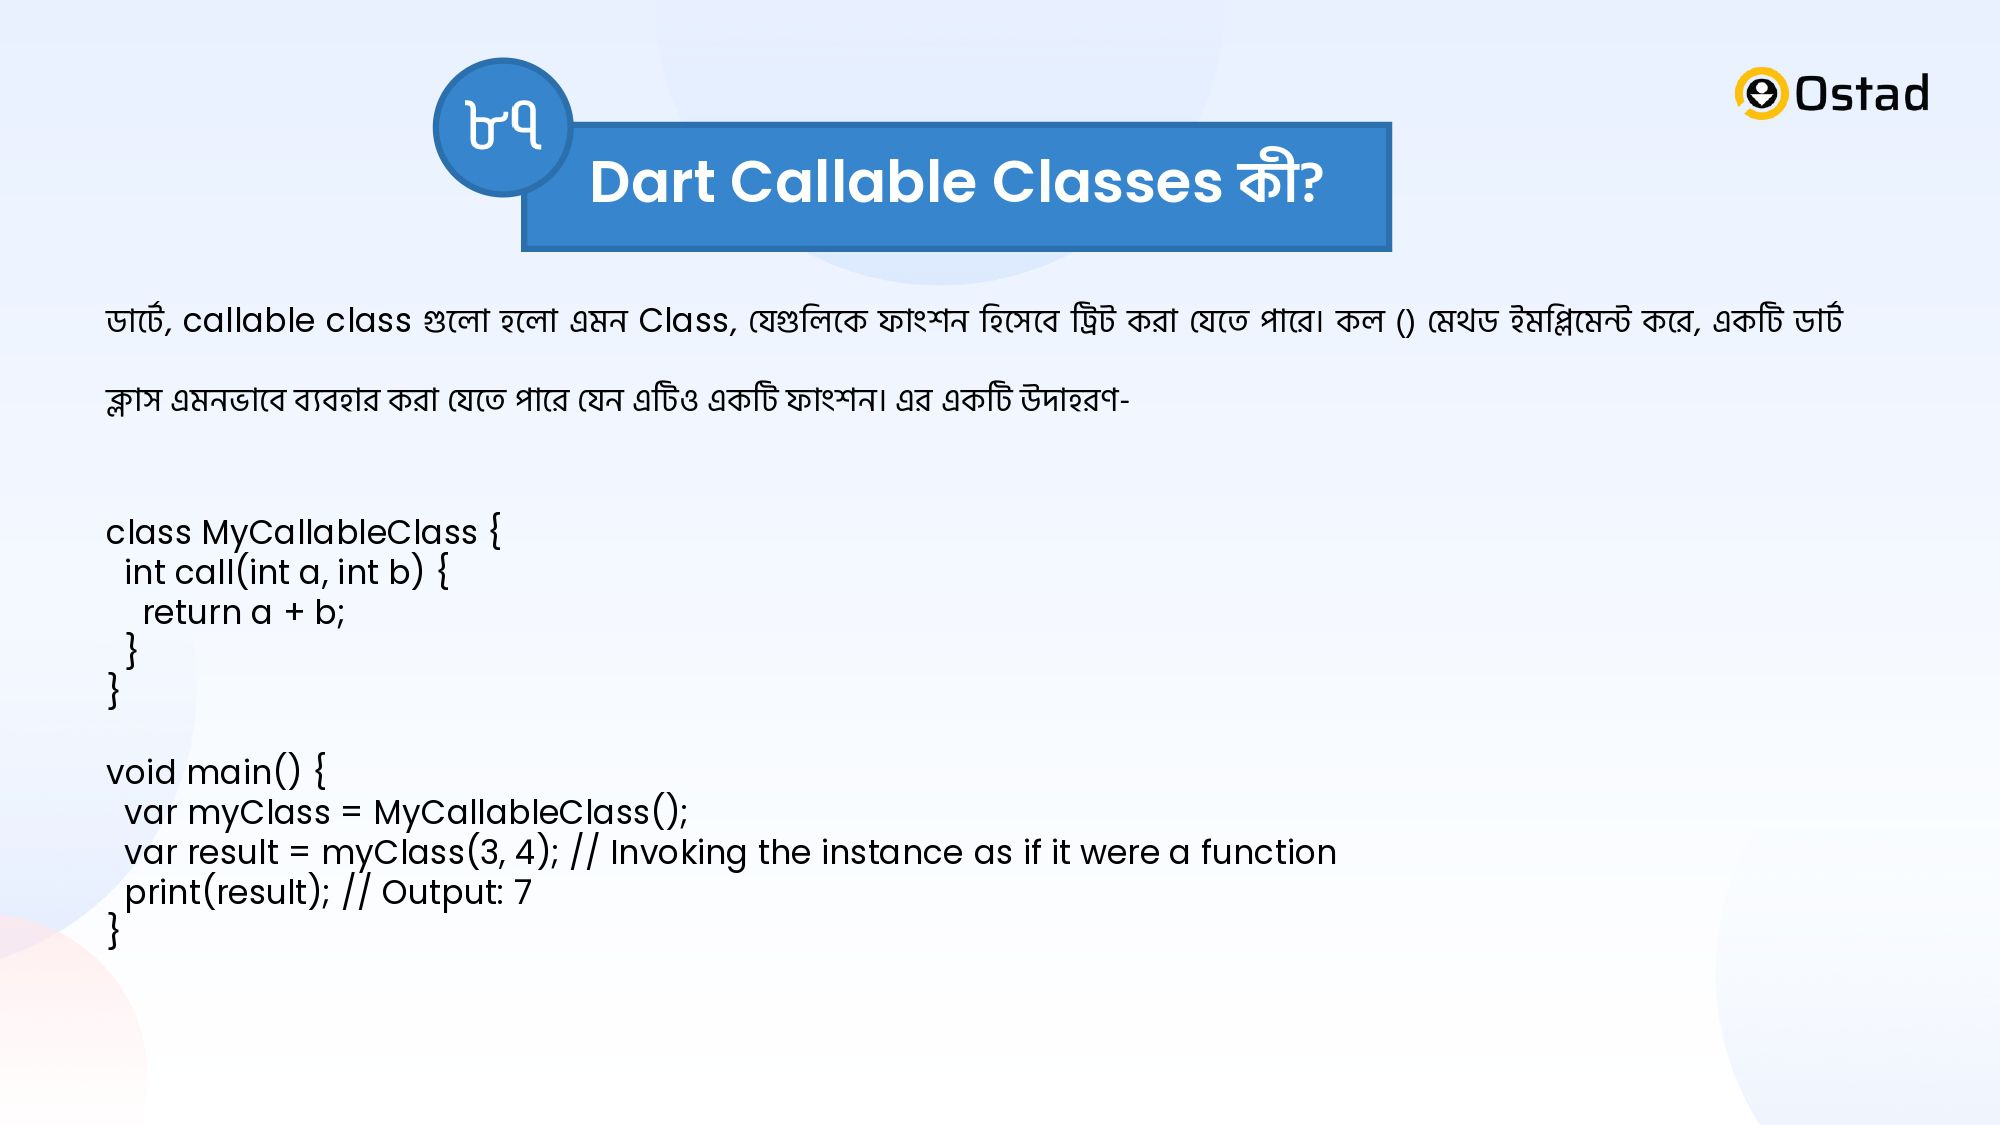 ৮৭
Ostad
Dart Callable Classes কী?
ডার্টে, callable class গুলো হলো এমন Class, যেগুলিকে ফাংশন হিসেবে ট্রিট করা যেতে পারে। কল () মেথড ইমপ্লিমেন্ট করে, একটি ডার্ট
ক্লাস এমনভাবে ব্যবহার করা যেতে পারে যেন এটিও একটি ফাংশন। এর একটি উদাহরণ-
class MyCallableClass {
  int call(int a, int b) {
    return a + b;
  }
}
void main() {
  var myClass = MyCallableClass();
  var result = myClass(3, 4); // Invoking the instance as if it were a function
  print(result); // Output: 7
}